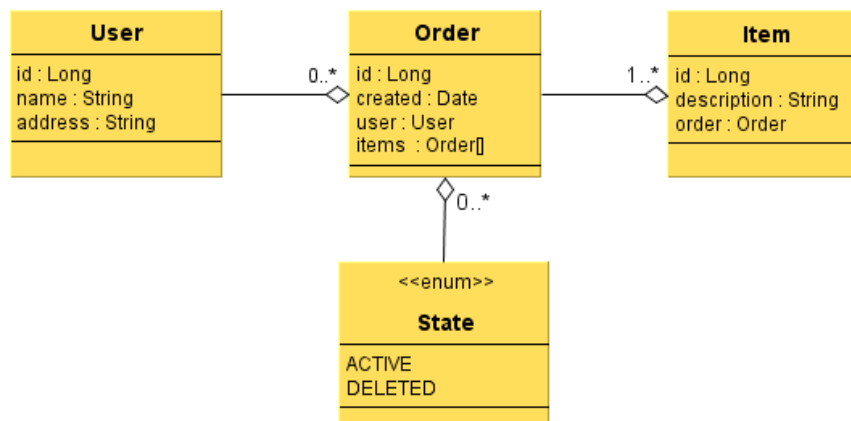 User
id : Long
name : String
address : String
0..*
Order
id : Long
created : Date
user : User
items : Order[]
1..*
Item
id : Long
description : String
order : Order
0..*
<<enum>>
State
ACTIVE
DELETED